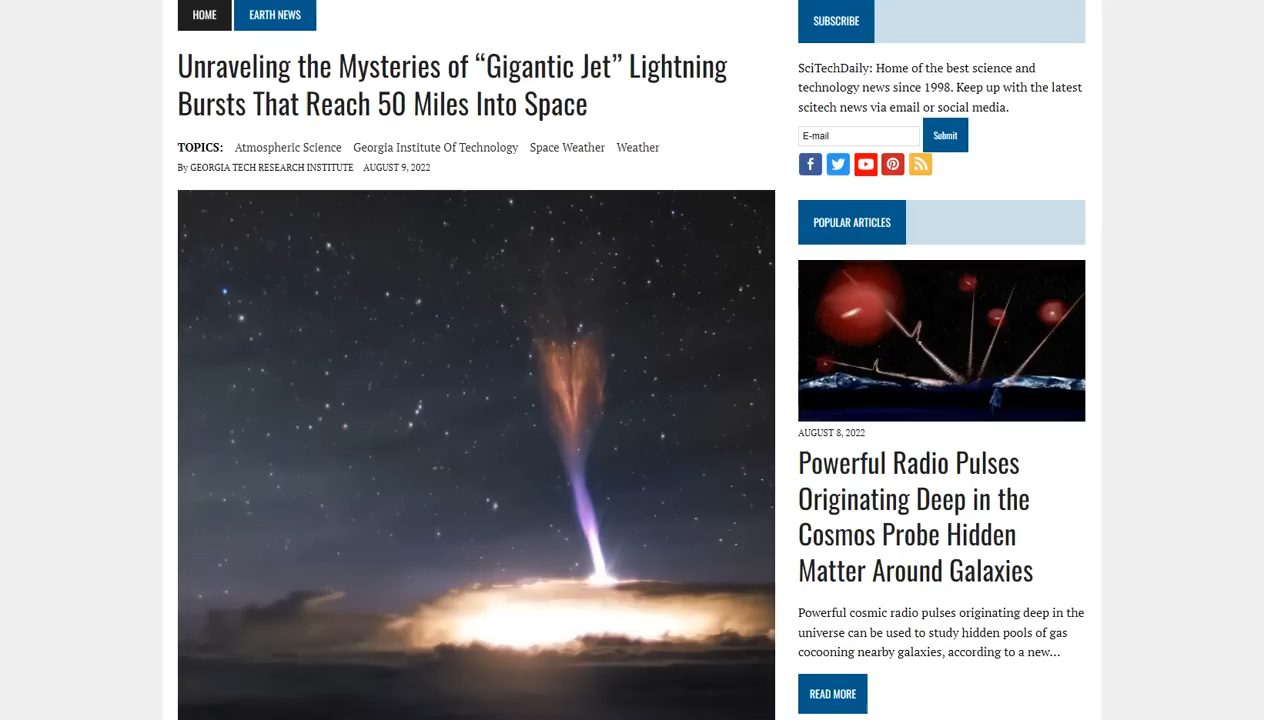 HOME
EARTH NEWS
Unraveling the Mysteries of “Gigantic Jet” Lightning
Bursts That Reach 50 Miles Into Space
TOPICS: Atmospheric Science Georgia Institute Of Technology Space Weather Weather
By GEORGIA TECH RESEARCH INSTITUTE AUGUST 9, 2022
SUBSCRIBE
SciTechDaily: Home of the best science and
technology news since 1998. Keep up with the latest
scitech news via email or social media.
E-mail
Submit
POPULAR ARTICLES
AUGUST 8, 2022
Powerful Radio Pulses
Originating Deep in the
Cosmos Probe Hidden
Matter Around Galaxies
Powerful cosmic radio pulses originating deep in the
universe can be used to study hidden pools of gas
cocooning nearby galaxies, according to a new...
READ MORE